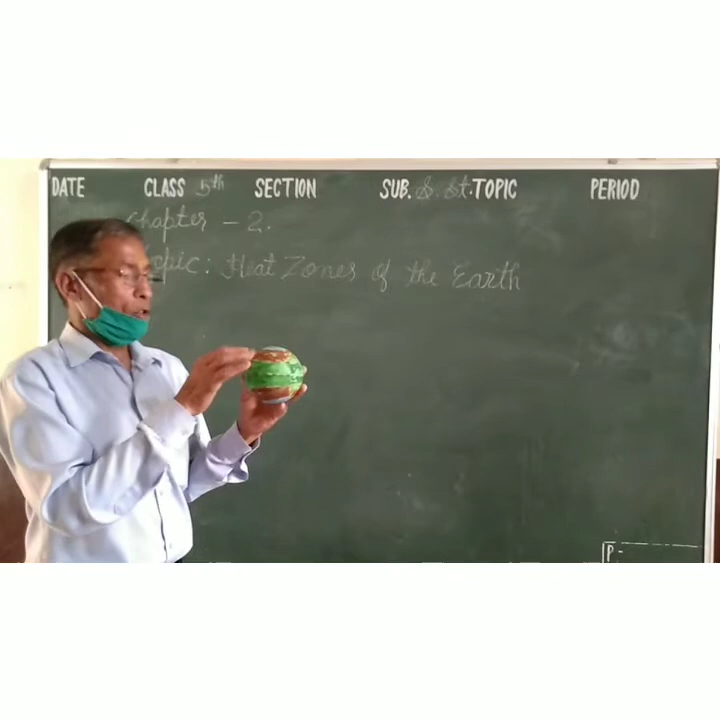 DATE CLASS 5th SECTION SUB. S. St. TOPIC PERIOD
Chapter - 2.
Topic: Heat Zones of the Earth
P -